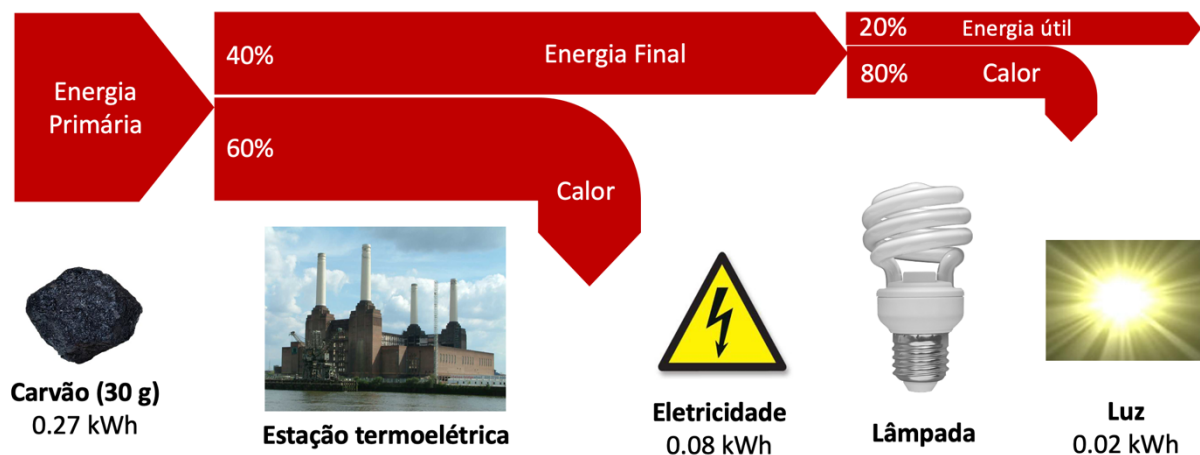 Energia
Primária
40%
Energia Final
20%
Energia útil
80%
Calor
60%
Calor
Carvão (30 g)
0.27 kWh
Estação termoelétrica
Eletricidade
0.08 kWh
Lâmpada
Luz
0.02 kWh